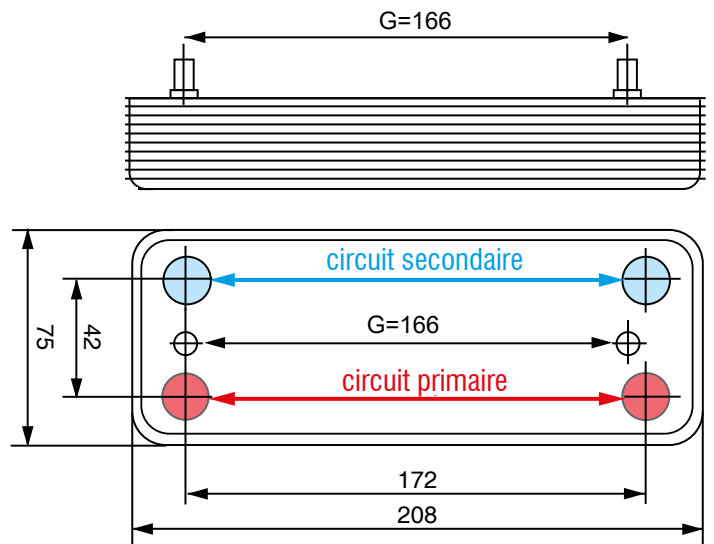 G=166
circuit secondaire
G=166
75
42
circuit primaire
172
208